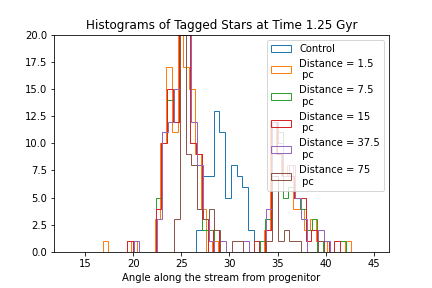 Histograms of Tagged Stars at Time 1.25 Gyr
20.0
17.5
15.0
12.5
10.0
7.5
5.0
2.5
0.0
Control
Distance = 1.5
pc
Distance = 7.5
pc
Distance = 15
pc
Distance = 37.5
pc
Distance = 75
pc
15 20 25 30 35 40 45
Angle along the stream from progenitor